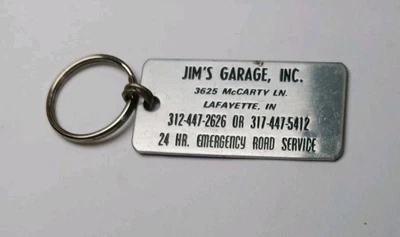 JIM'S GARAGE, INC.
3625 McCARTY LN.
LAFAYETTE, IN
312-447-2626 OR 317-447-5412
24 HR. EMERGENCY ROAD SERVICE